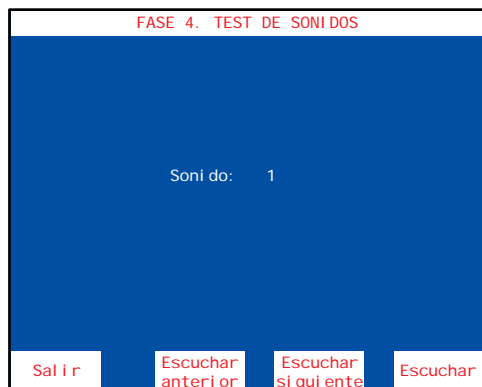 FASE 4. TEST DE SONIDOS
Sonido: 1
Salir
Escuchar
anterior
Escuchar
siguiente
Escuchar